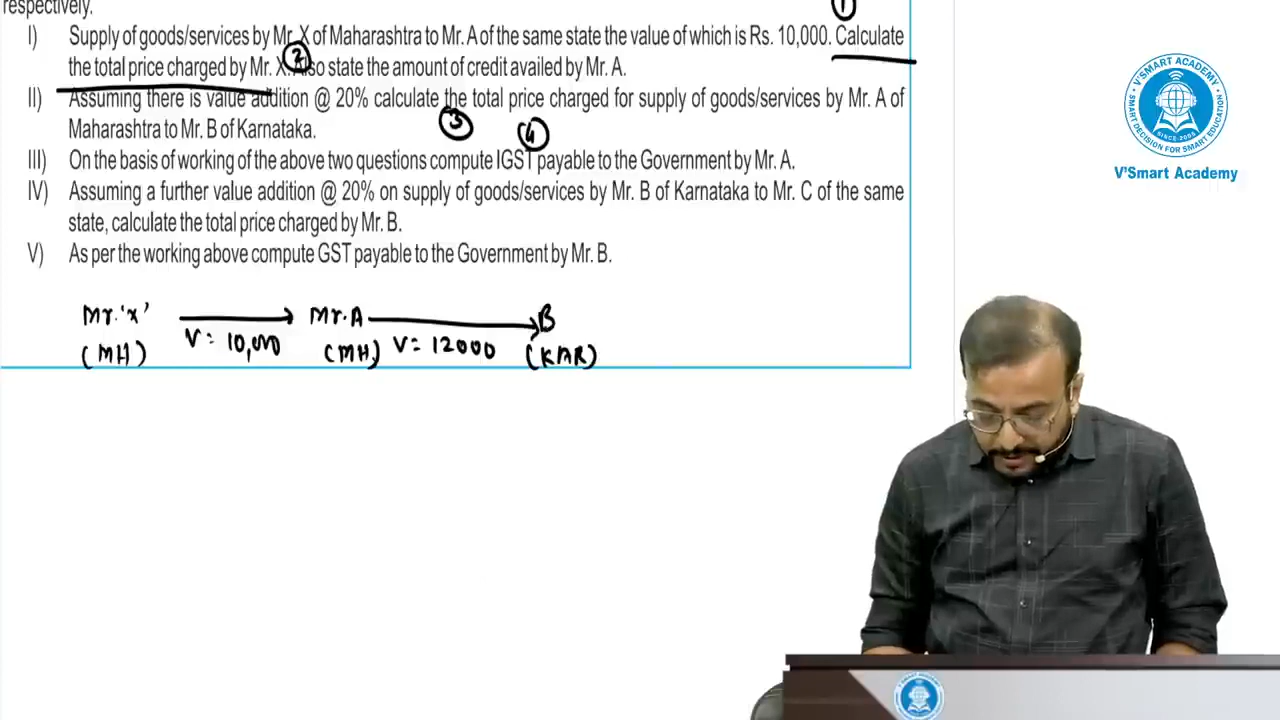 respectively.
①
I) Supply of goods/services by Mr. X of Maharashtra to Mr. A of the same state the value of which is Rs. 10,000. Calculate
②
the total price charged by Mr. X. Also state the amount of credit availed by Mr. A.
II) Assuming there is value addition @ 20% calculate the total price charged for supply of goods/services by Mr. A of
Maharashtra to Mr. B of Karnataka.
③ ④
III) On the basis of working of the above two questions compute IGST payable to the Government by Mr. A.
IV) Assuming a further value addition @ 20% on supply of goods/services by Mr. B of Karnataka to Mr. C of the same
state, calculate the total price charged by Mr. B.
V) As per the working above compute GST payable to the Government by Mr. B.
Mr. 'X' Mr. A B
V = 10,000 V = 12000
(MH) (MH) (KAR)
V'SMART ACADEMY
SMART DECISION FOR SMART EDUCATION
SINCE-2008
V'Smart Academy